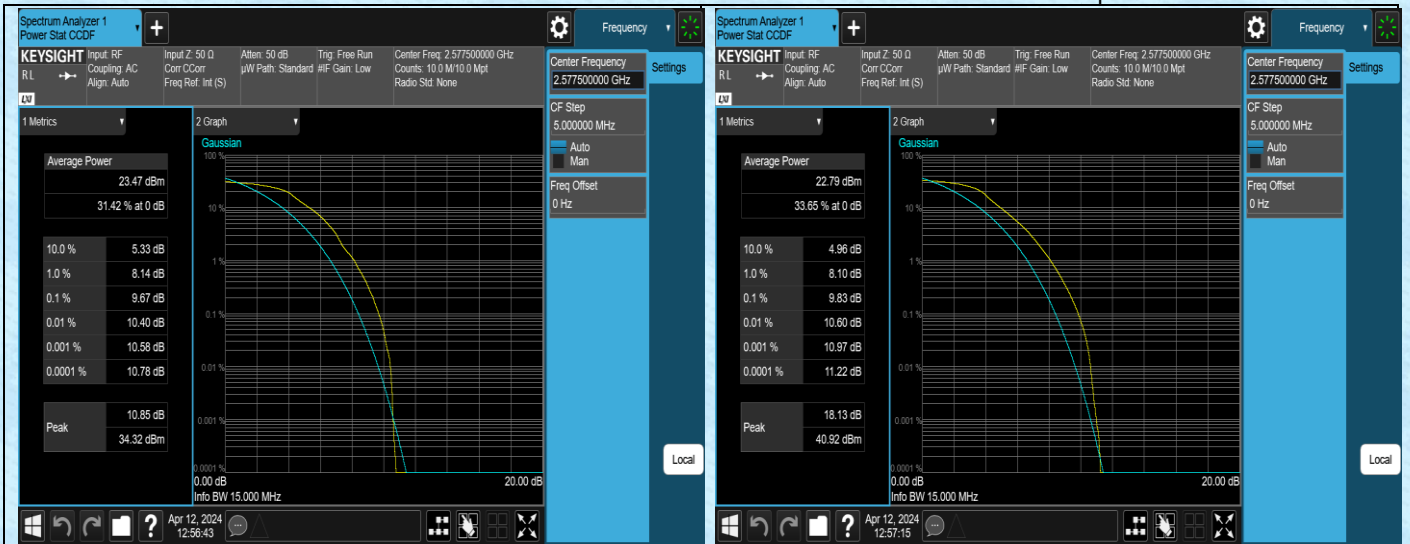 Spectrum Analyzer 1
Power Stat CCDF
+
Frequency
KEYSIGHT
RL
LXI
Input: RF
Coupling: AC
Align: Auto
Input Z: 50 Ω
Corr CCorr
Freq Ref: Int (S)
Atten: 50 dB
µW Path: Standard
Trig: Free Run
#IF Gain: Low
Center Freq: 2.577500000 GHz
Counts: 10.0 M/10.0 Mpt
Radio Std: None
Center Frequency
2.577500000 GHz
Settings
CF Step
5.000000 MHz
Auto
Man
Freq Offset
0 Hz
1 Metrics
Average Power
23.47 dBm
31.42 % at 0 dB
10.0 % 5.33 dB
1.0 % 8.14 dB
0.1 % 9.67 dB
0.01 % 10.40 dB
0.001 % 10.58 dB
0.0001 % 10.78 dB
Peak
10.85 dB
34.32 dBm
2 Graph
Gaussian
100 %
10 %
1 %
0.1 %
0.01 %
0.001 %
0.0001 %
0.00 dB 20.00 dB
Info BW 15.000 MHz
Local
?
Apr 12, 2024
12:56:43
Spectrum Analyzer 1
Power Stat CCDF
+
Frequency
KEYSIGHT
RL
LXI
Input: RF
Coupling: AC
Align: Auto
Input Z: 50 Ω
Corr CCorr
Freq Ref: Int (S)
Atten: 50 dB
µW Path: Standard
Trig: Free Run
#IF Gain: Low
Center Freq: 2.577500000 GHz
Counts: 10.0 M/10.0 Mpt
Radio Std: None
Center Frequency
2.577500000 GHz
Settings
CF Step
5.000000 MHz
Auto
Man
Freq Offset
0 Hz
1 Metrics
Average Power
22.79 dBm
33.65 % at 0 dB
10.0 % 4.96 dB
1.0 % 8.10 dB
0.1 % 9.83 dB
0.01 % 10.60 dB
0.001 % 10.97 dB
0.0001 % 11.22 dB
Peak
18.13 dB
40.92 dBm
2 Graph
Gaussian
100 %
10 %
1 %
0.1 %
0.01 %
0.001 %
0.0001 %
0.00 dB 20.00 dB
Info BW 15.000 MHz
Local
?
Apr 12, 2024
12:57:15